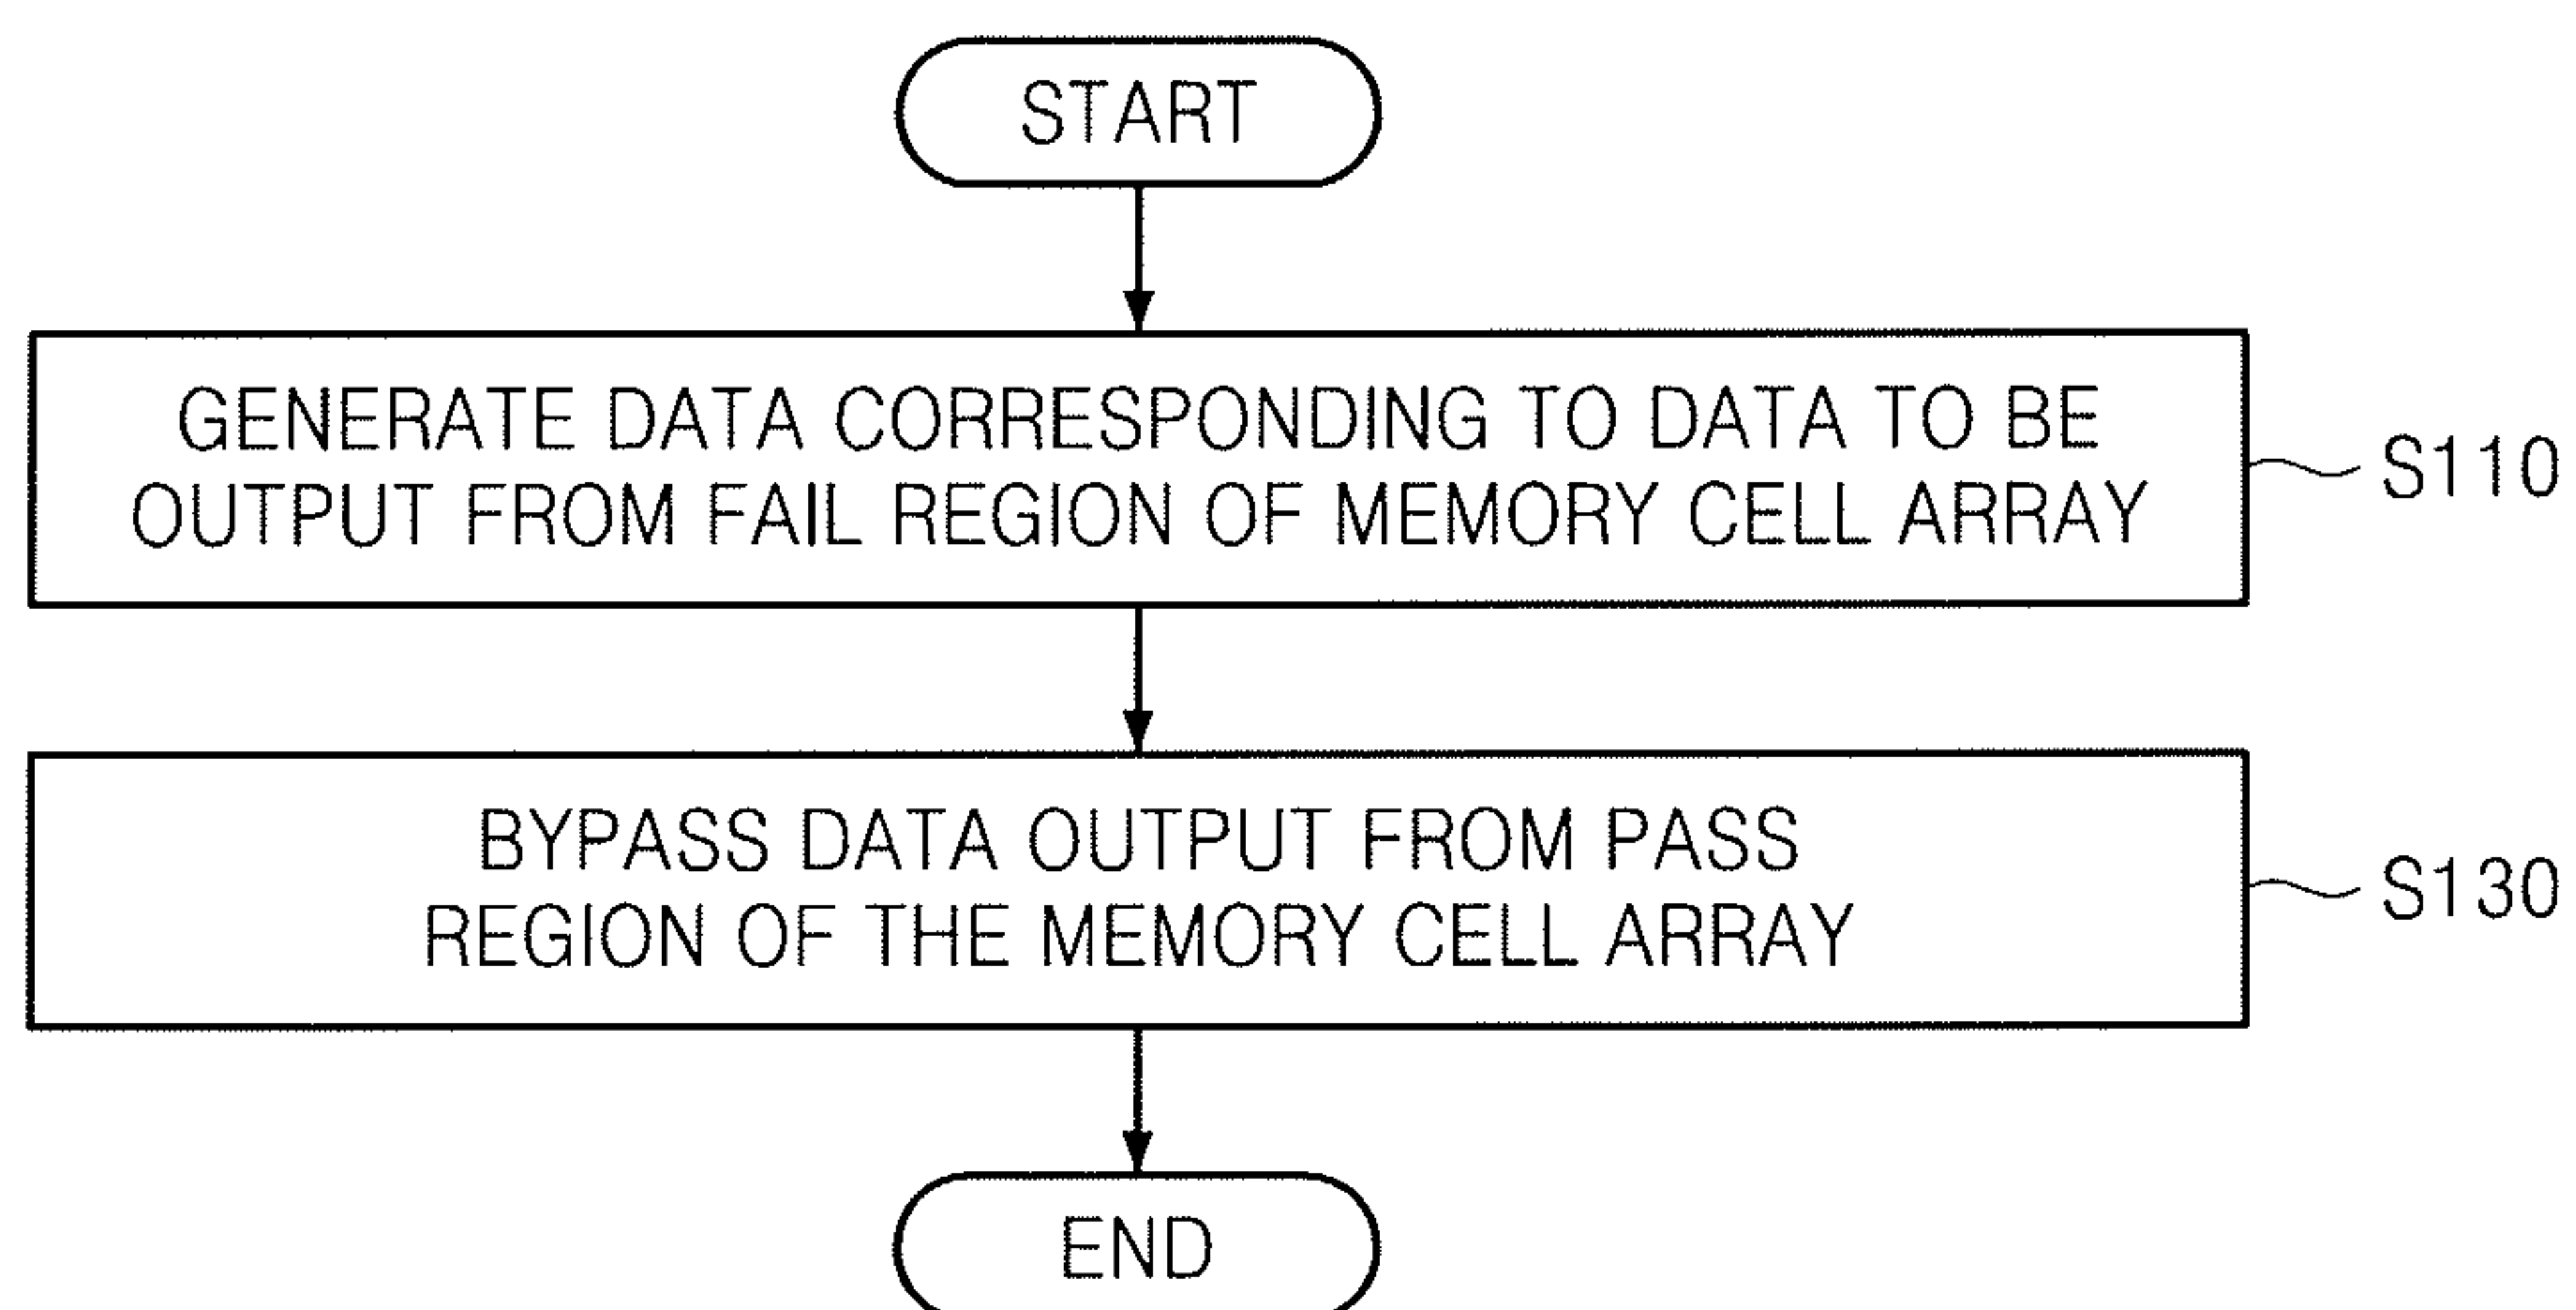 START
GENERATE DATA CORRESPONDING TO DATA TO BE
OUTPUT FROM FAIL REGION OF MEMORY CELL ARRAY
S110
BYPASS DATA OUTPUT FROM PASS
REGION OF THE MEMORY CELL ARRAY
S130
END